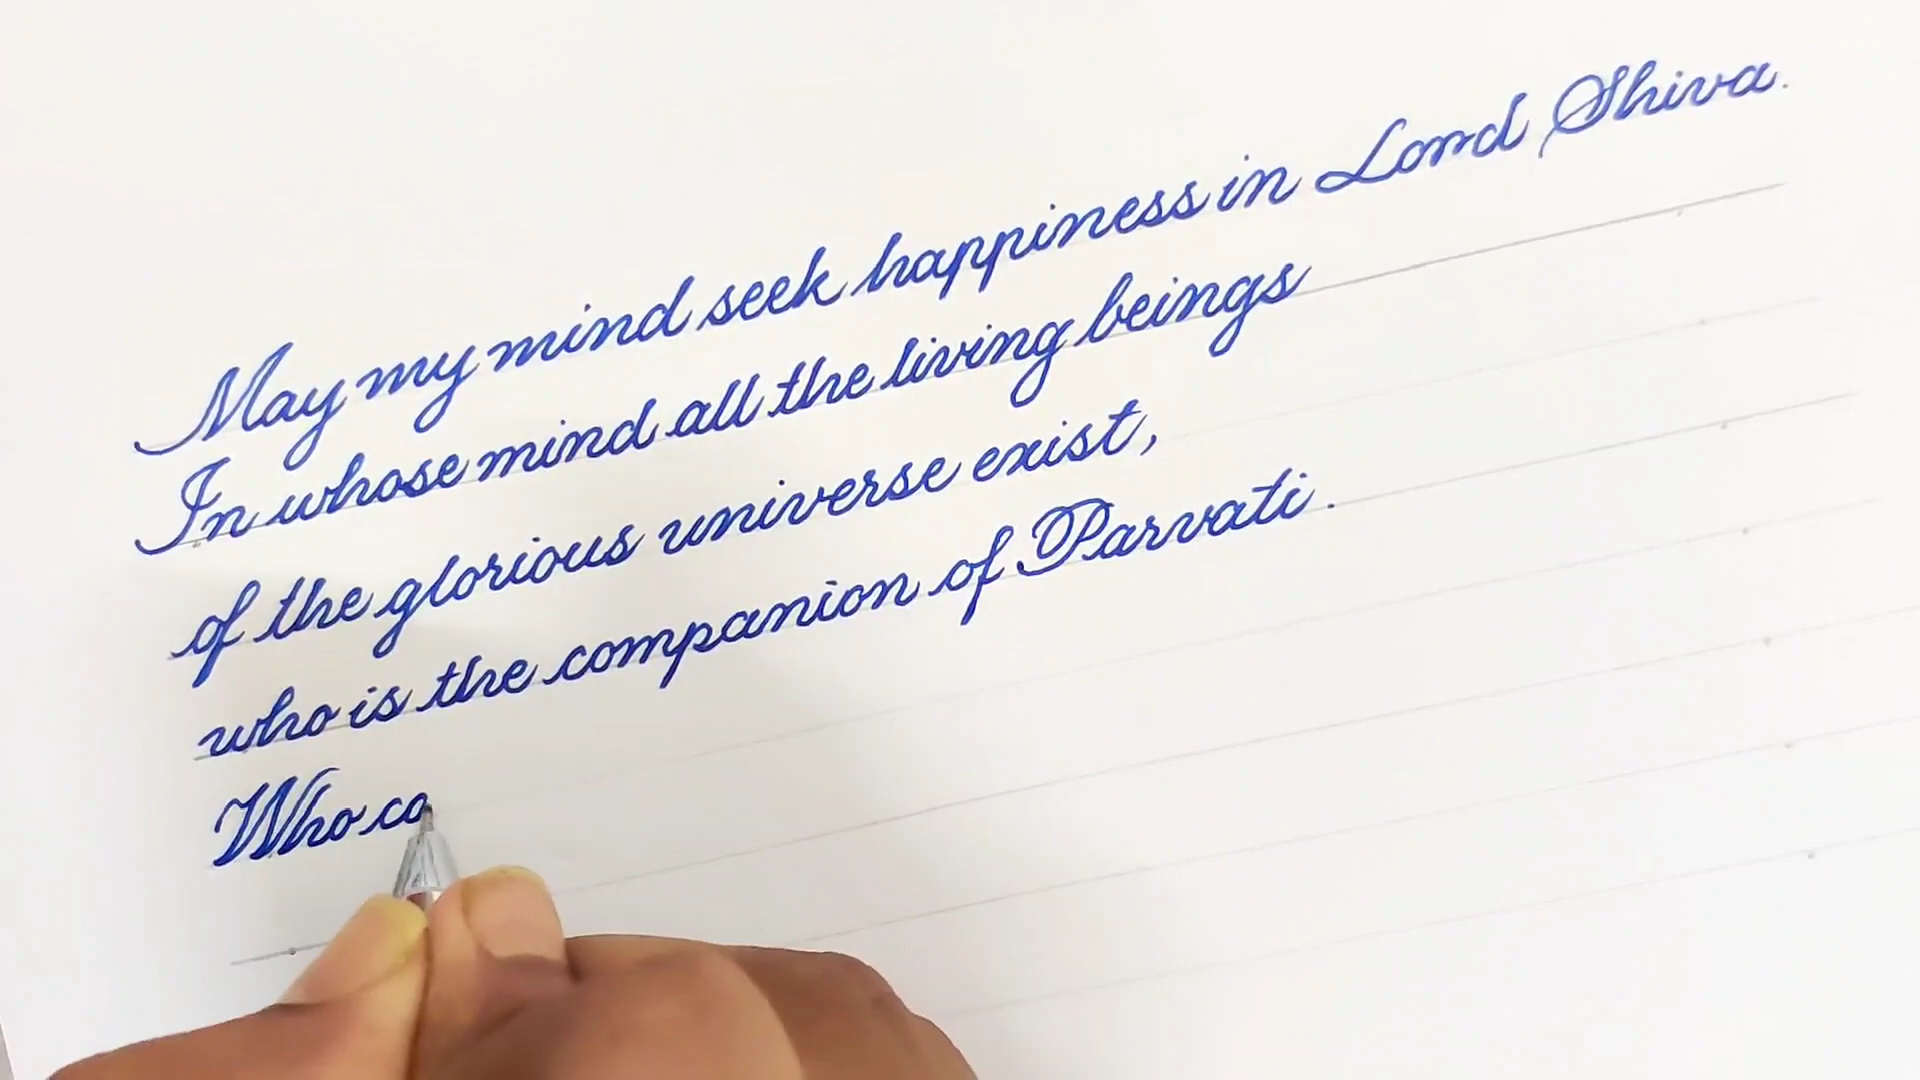 May my mind seek happiness in Lord Shiva.
In whose mind all the living beings
of the glorious universe exist,
who is the companion of Parvati.
Who co